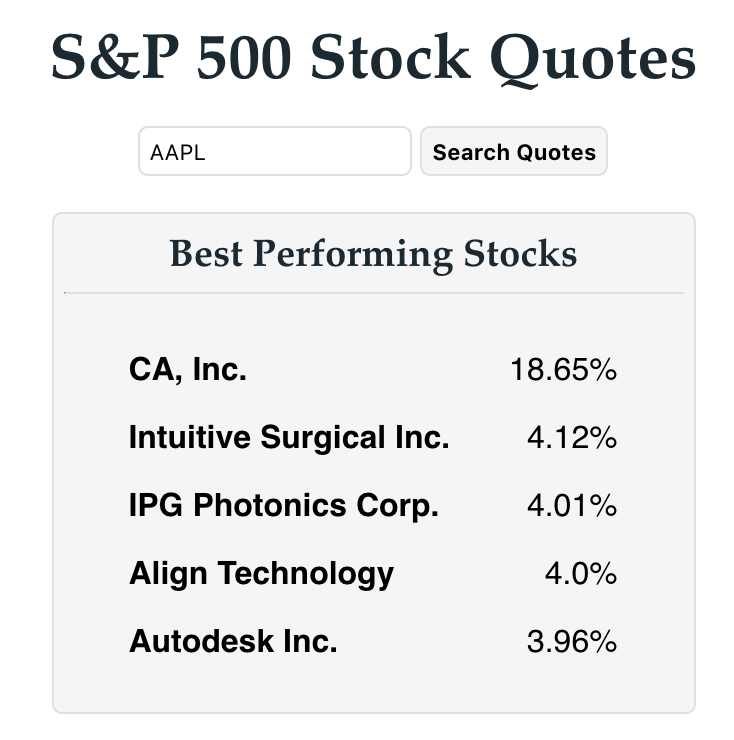 S&P 500 Stock Quotes
AAPL Search Quotes
Best Performing Stocks
CA, Inc. 18.65%
Intuitive Surgical Inc. 4.12%
IPG Photonics Corp. 4.01%
Align Technology 4.0%
Autodesk Inc. 3.96%